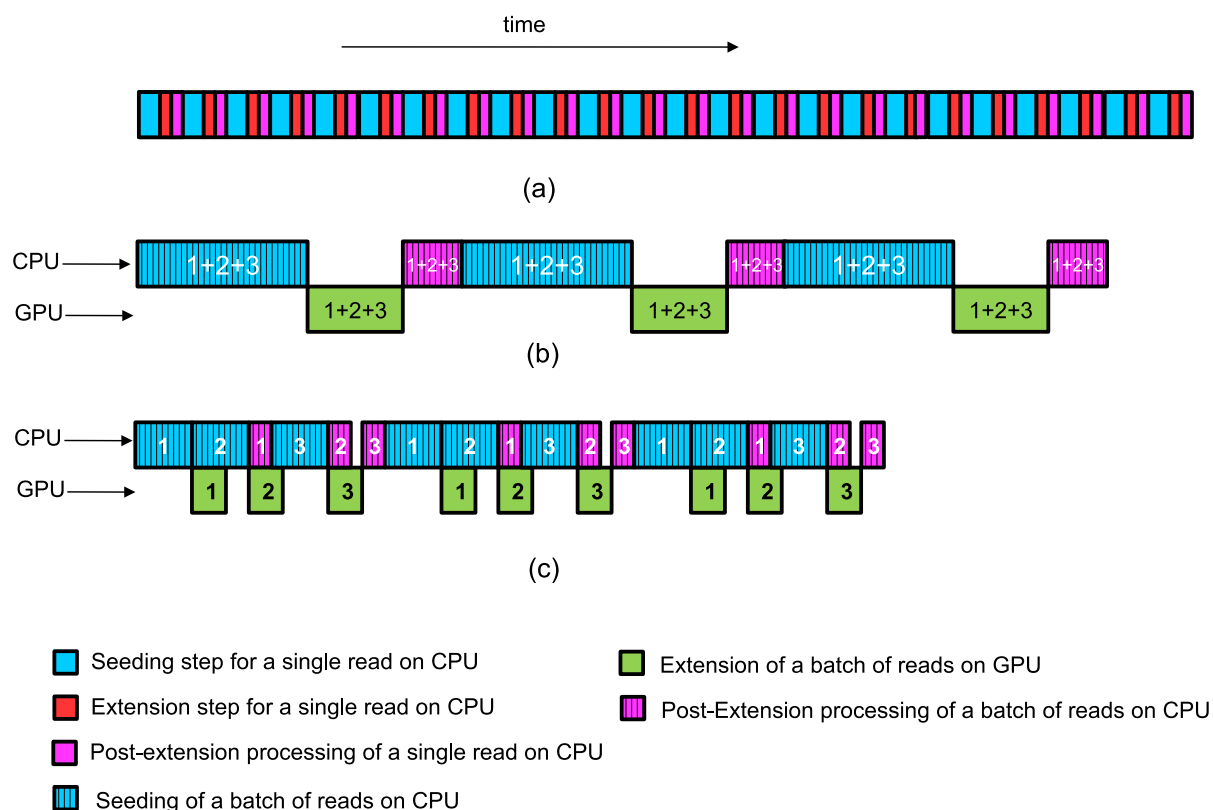 time
(a)
CPU
1+2+3 1+2+3 1+2+3 1+2+3 1+2+3 1+2+3
GPU
1+2+3 1+2+3 1+2+3
(b)
CPU
1 2 1 3 2 3 1 2 1 3 2 3 1 2 1 3 2 3
GPU
1 2 3 1 2 3 1 2 3
(c)
Seeding step for a single read on CPU
Extension step for a single read on CPU
Post-extension processing of a single read on CPU
Seeding of a batch of reads on CPU
Extension of a batch of reads on GPU
Post-Extension processing of a batch of reads on CPU